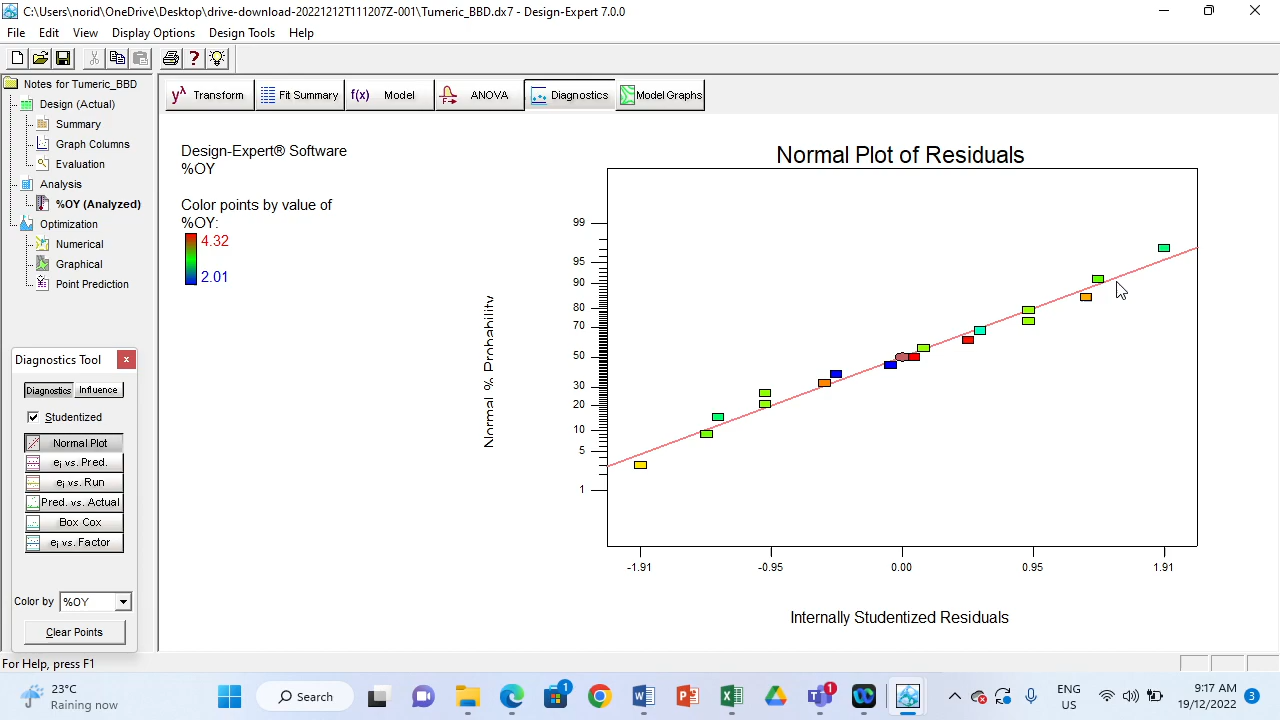 C:\Users\norid\OneDrive\Desktop\drive-download-20221212T111207Z-001\Tumeric_BBD.dx7 - Design-Expert 7.0.0
File Edit View Display Options Design Tools Help
Notes for Tumeric_BBD
Design (Actual)
Summary
Graph Columns
Evaluation
Analysis
%OY (Analyzed)
Optimization
Numerical
Graphical
Point Prediction
Diagnostics Tool
Diagnostics Influence
Studentized
Normal Plot
ei vs. Pred.
ei vs. Run
Pred. vs. Actual
Box Cox
ei vs. Factor
Color by %OY
Clear Points
yλ Transform
Fit Summary
f(x) Model
ANOVA
Diagnostics
Model Graphs
Design-Expert® Software
%OY
Color points by value of
%OY:
4.32
2.01
Normal Plot of Residuals
Normal % Probability
99
95
90
80
70
50
30
20
10
5
1
-1.91 -0.95 0.00 0.95 1.91
Internally Studentized Residuals
For Help, press F1
23°C
Raining now
Search
1
1
ENG
US
9:17 AM
19/12/2022
3